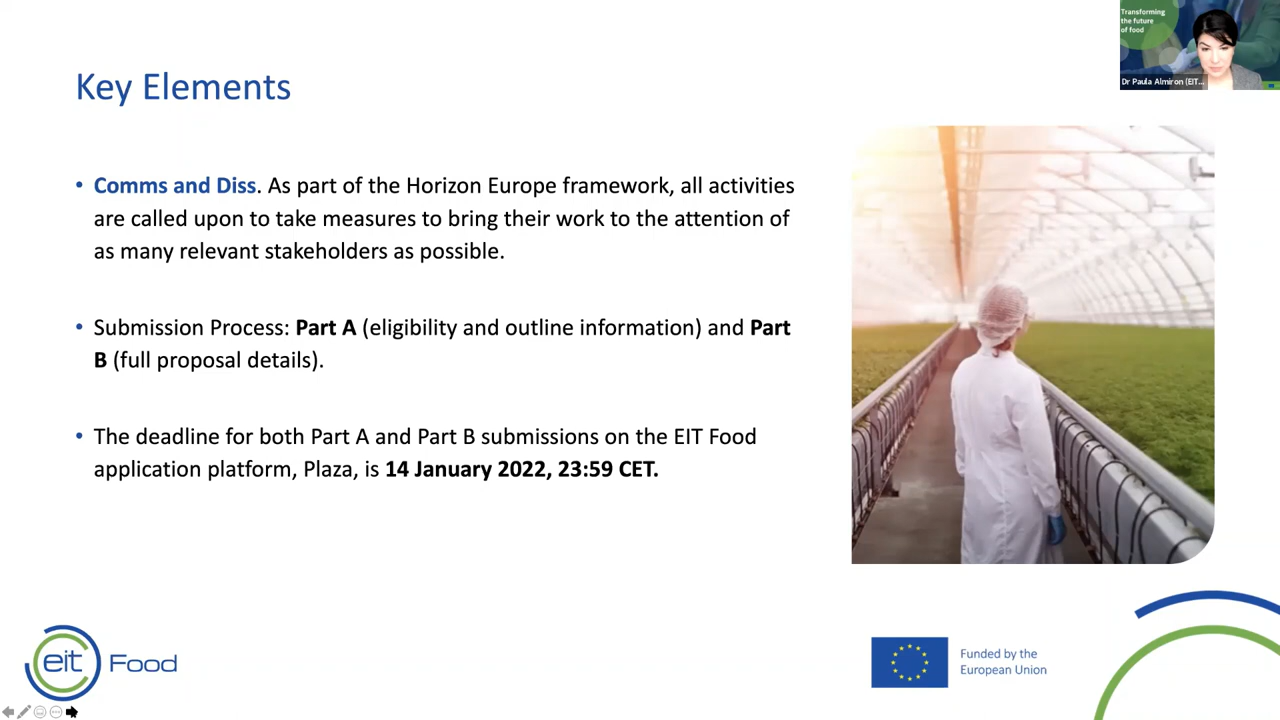 Transforming
the future
of food
Dr Paula Almiron (EIT...
Key Elements
• Comms and Diss. As part of the Horizon Europe framework, all activities
are called upon to take measures to bring their work to the attention of
as many relevant stakeholders as possible.
• Submission Process: Part A (eligibility and outline information) and Part
B (full proposal details).
• The deadline for both Part A and Part B submissions on the EIT Food
application platform, Plaza, is 14 January 2022, 23:59 CET.
eit Food
Funded by the
European Union